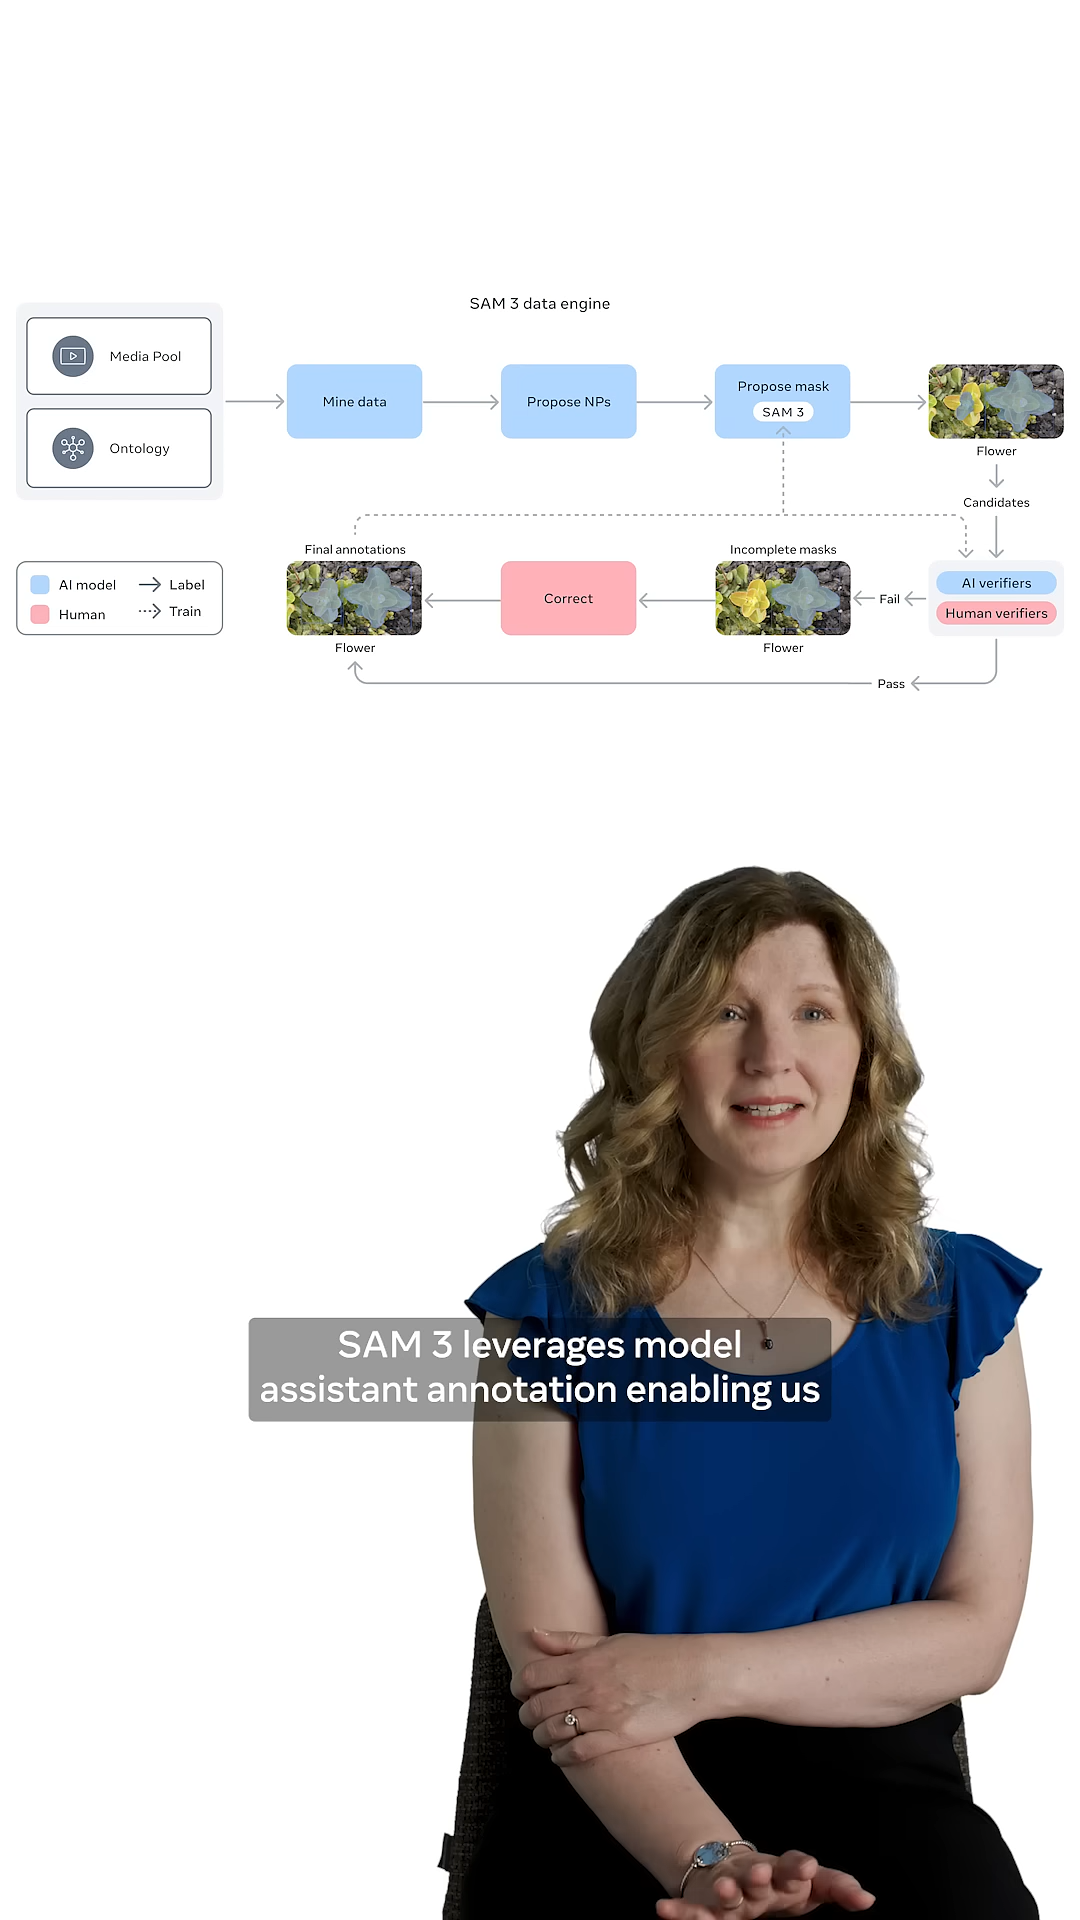 SAM 3 data engine
Media Pool
Ontology
Mine data
Propose NPs
Propose mask
SAM 3
Flower
Candidates
AI verifiers
Human verifiers
Fail
Pass
Incomplete masks
Flower
Correct
Final annotations
Flower
AI model
Label
Human
Train
SAM 3 leverages model
assistant annotation enabling us